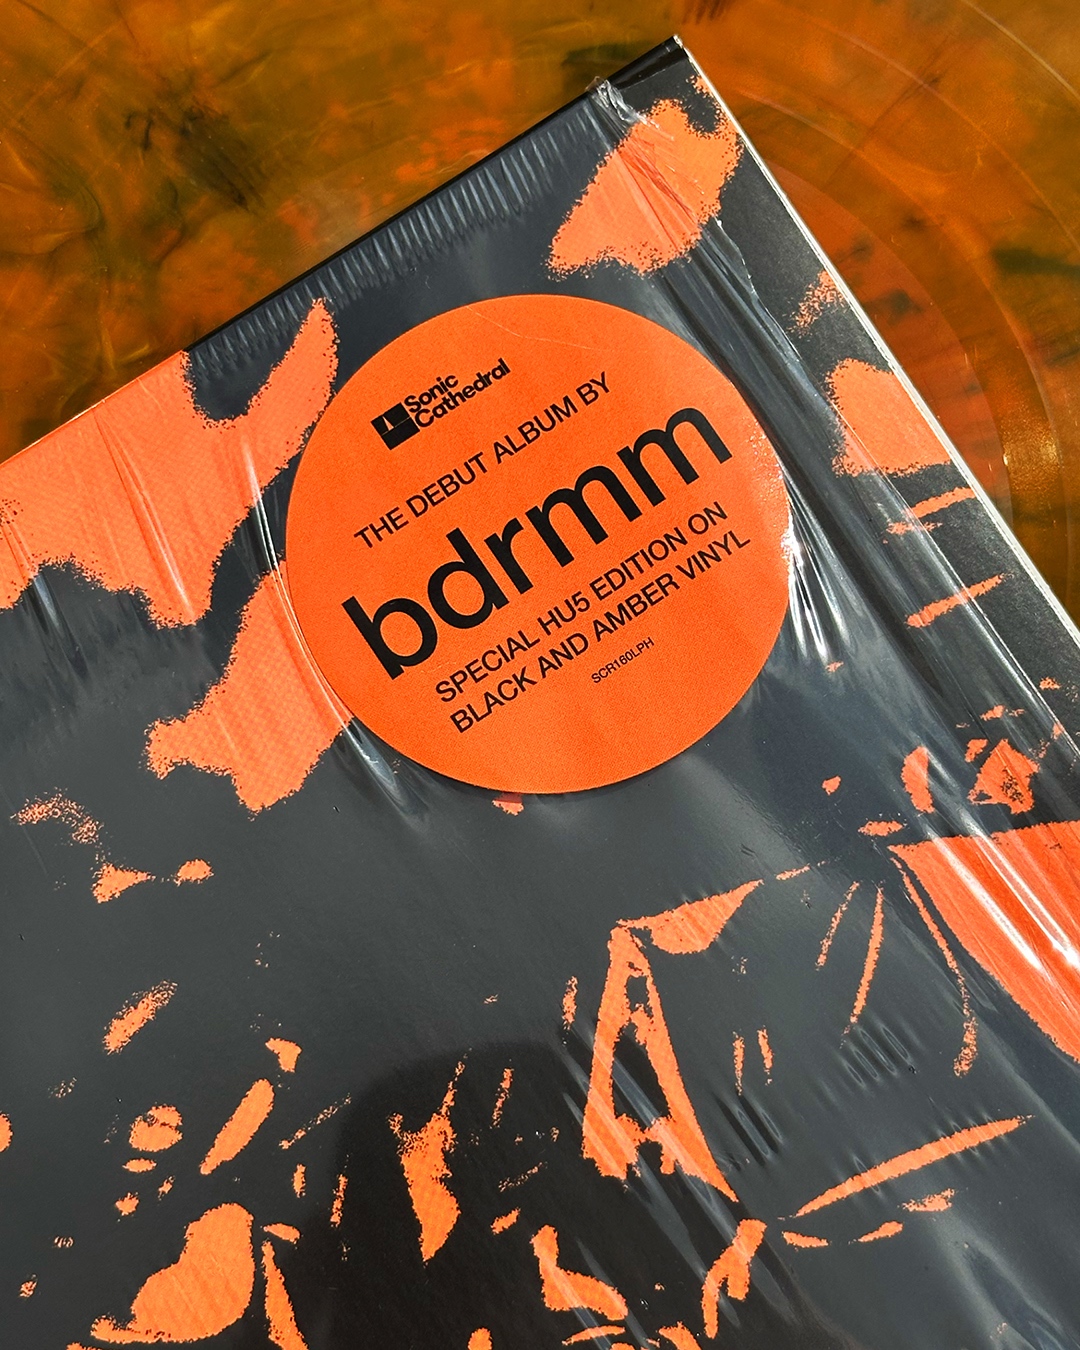 Sonic
Cathedral
THE DEBUT ALBUM BY
bdrmm
SPECIAL HU5 EDITION ON
BLACK AND AMBER VINYL
SCR160LPH